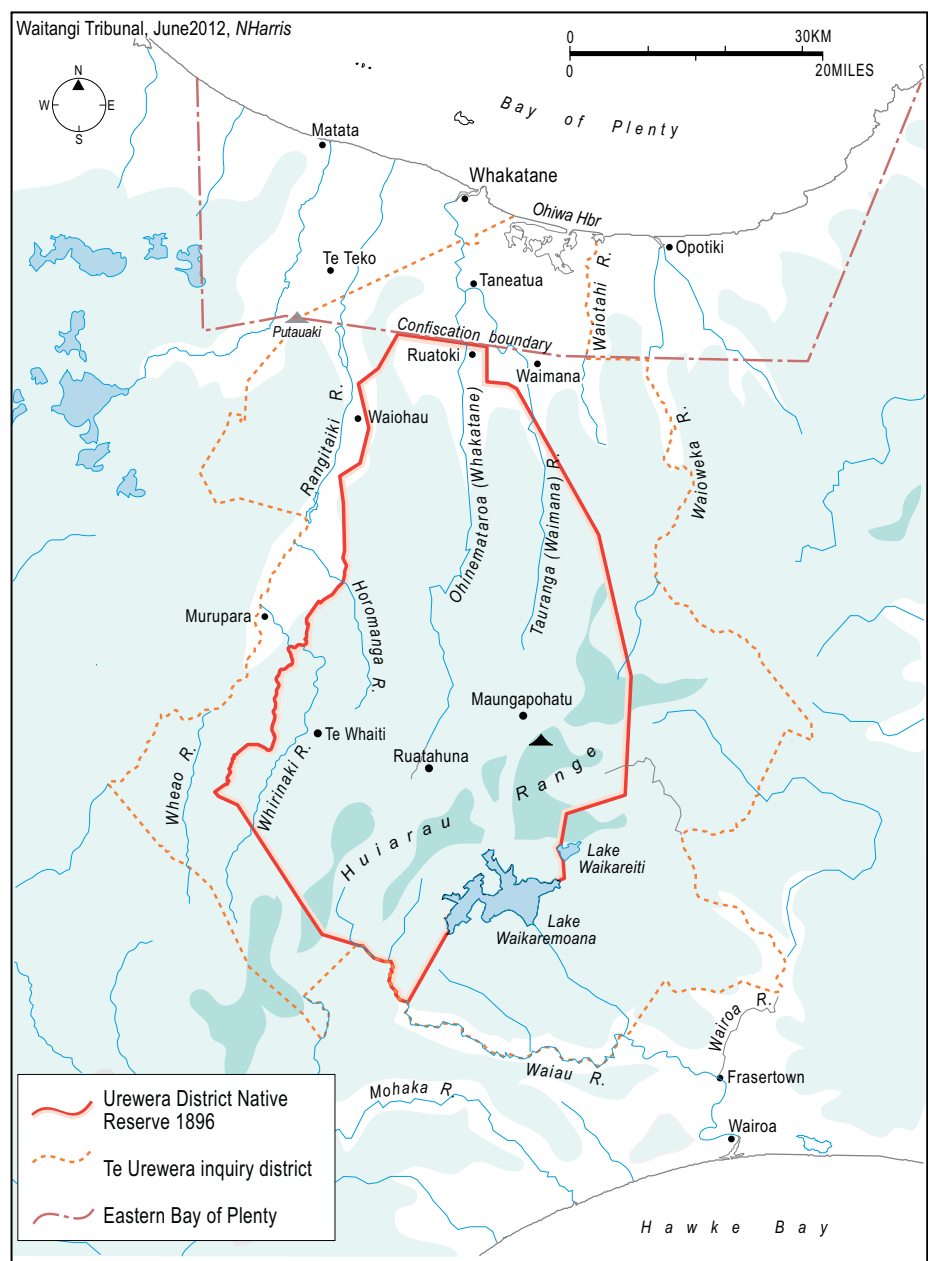 Waitangi Tribunal, June2012, NHarris
0 30KM
0 20MILES
N
W E
S
Bay of Plenty
Matata
Whakatane
Ohiwa Hbr
Opotiki
Te Teko
Taneatua
Waiotahi R.
Putauaki
Confiscation boundary
Ruatoki
Waimana
Rangitaiki R.
Waiohau
Ohinemataroa (Whakatane)
Tauranga (Waimana) R.
Waioweka R.
Horomanga R.
Murupara
Maungapohatu
Te Whaiti
Ruatahuna
Wheao R.
Whirinaki R.
Huiarau Range
Lake
Waikareiti
Lake
Waikaremoana
Wairoa R.
Waiau R.
Frasertown
Mohaka R.
Wairoa
Hawke Bay
Urewera District Native
Reserve 1896
Te Urewera inquiry district
Eastern Bay of Plenty